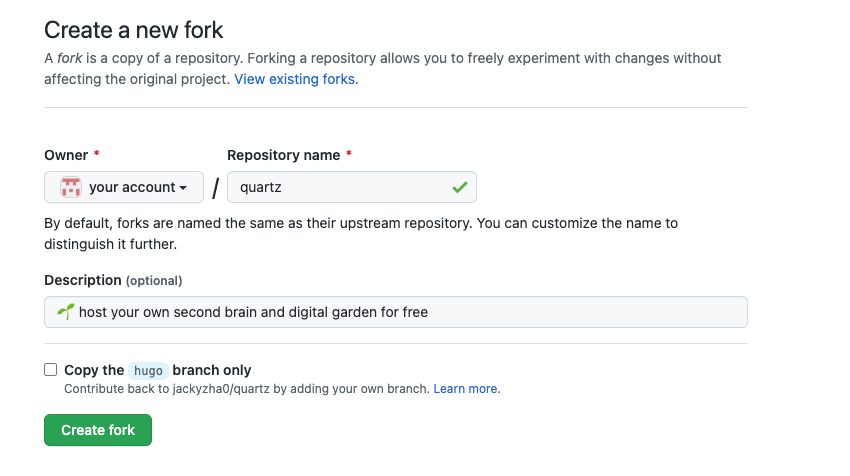 Create a new fork
A fork is a copy of a repository. Forking a repository allows you to freely experiment with changes without
affecting the original project. View existing forks.
Owner * Repository name *
your account / quartz
By default, forks are named the same as their upstream repository. You can customize the name to
distinguish it further.
Description (optional)
🌱 host your own second brain and digital garden for free
Copy the hugo branch only
Contribute back to jackyzha0/quartz by adding your own branch. Learn more.
Create fork